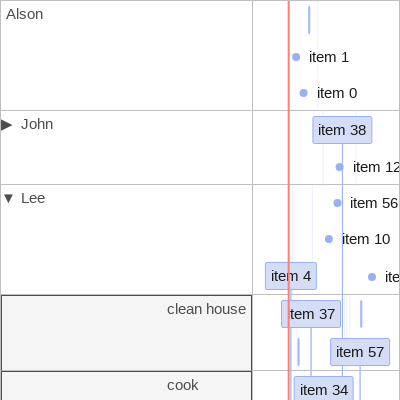 Alson
item 1
item 0
▶ John
item 38
item 12
▼ Lee
item 56
item 10
item 4
ite
clean house
item 37
item 57
cook
item 34